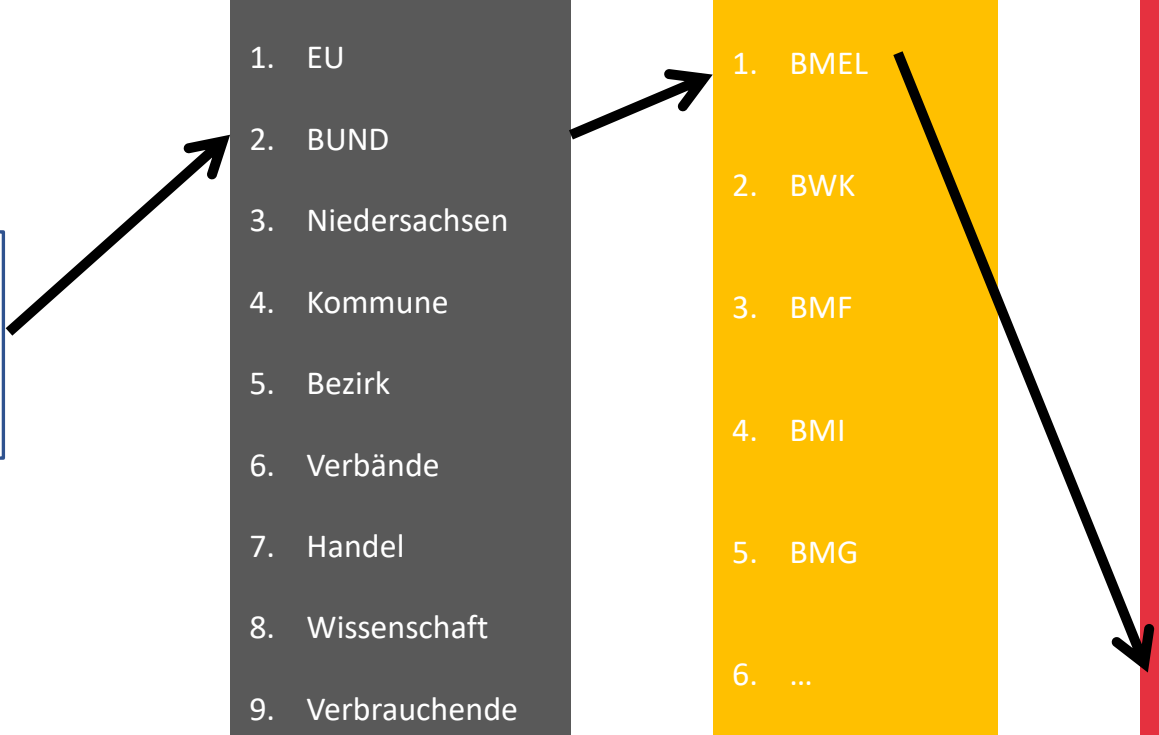 1. EU
2. BUND
3. Niedersachsen
4. Kommune
5. Bezirk
6. Verbände
7. Handel
8. Wissenschaft
9. Verbrauchende
1. BMEL
2. BWK
3. BMF
4. BMI
5. BMG
6. …